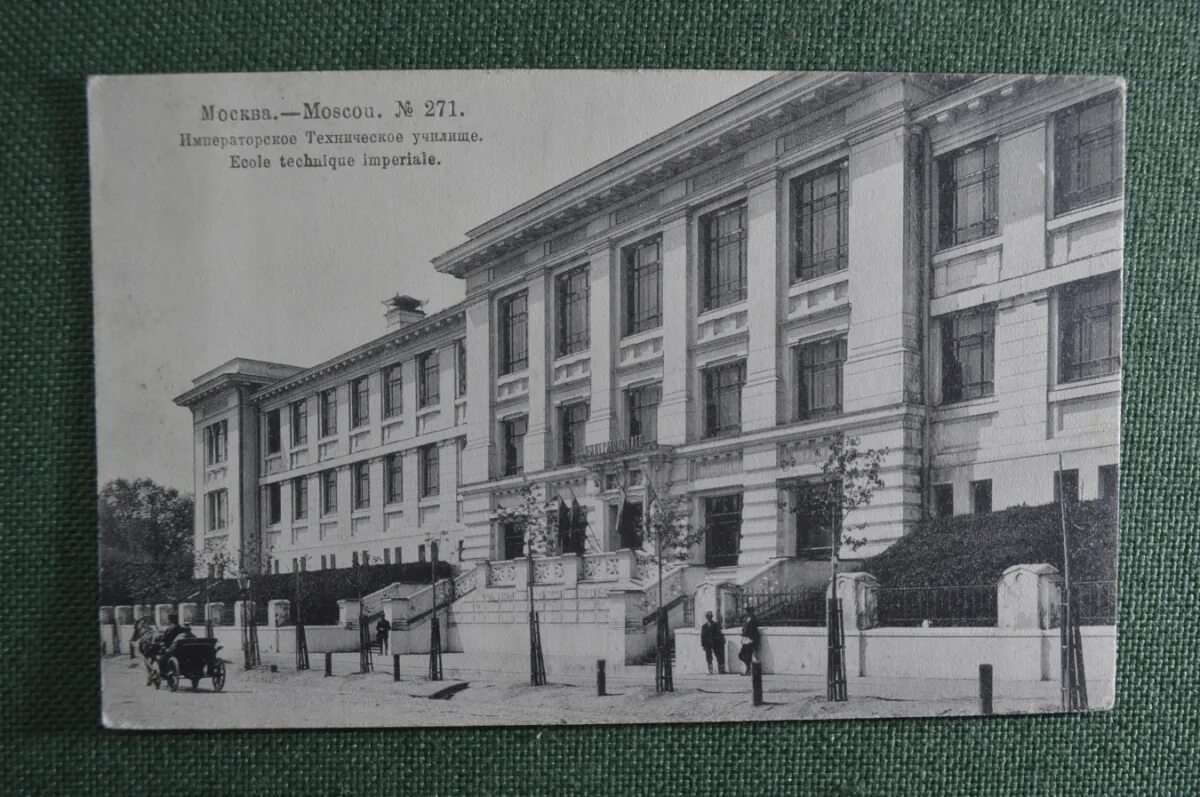 Москва.—Moscou. № 271.
Императорское Техническое училище.
Ecole technique imperiale.